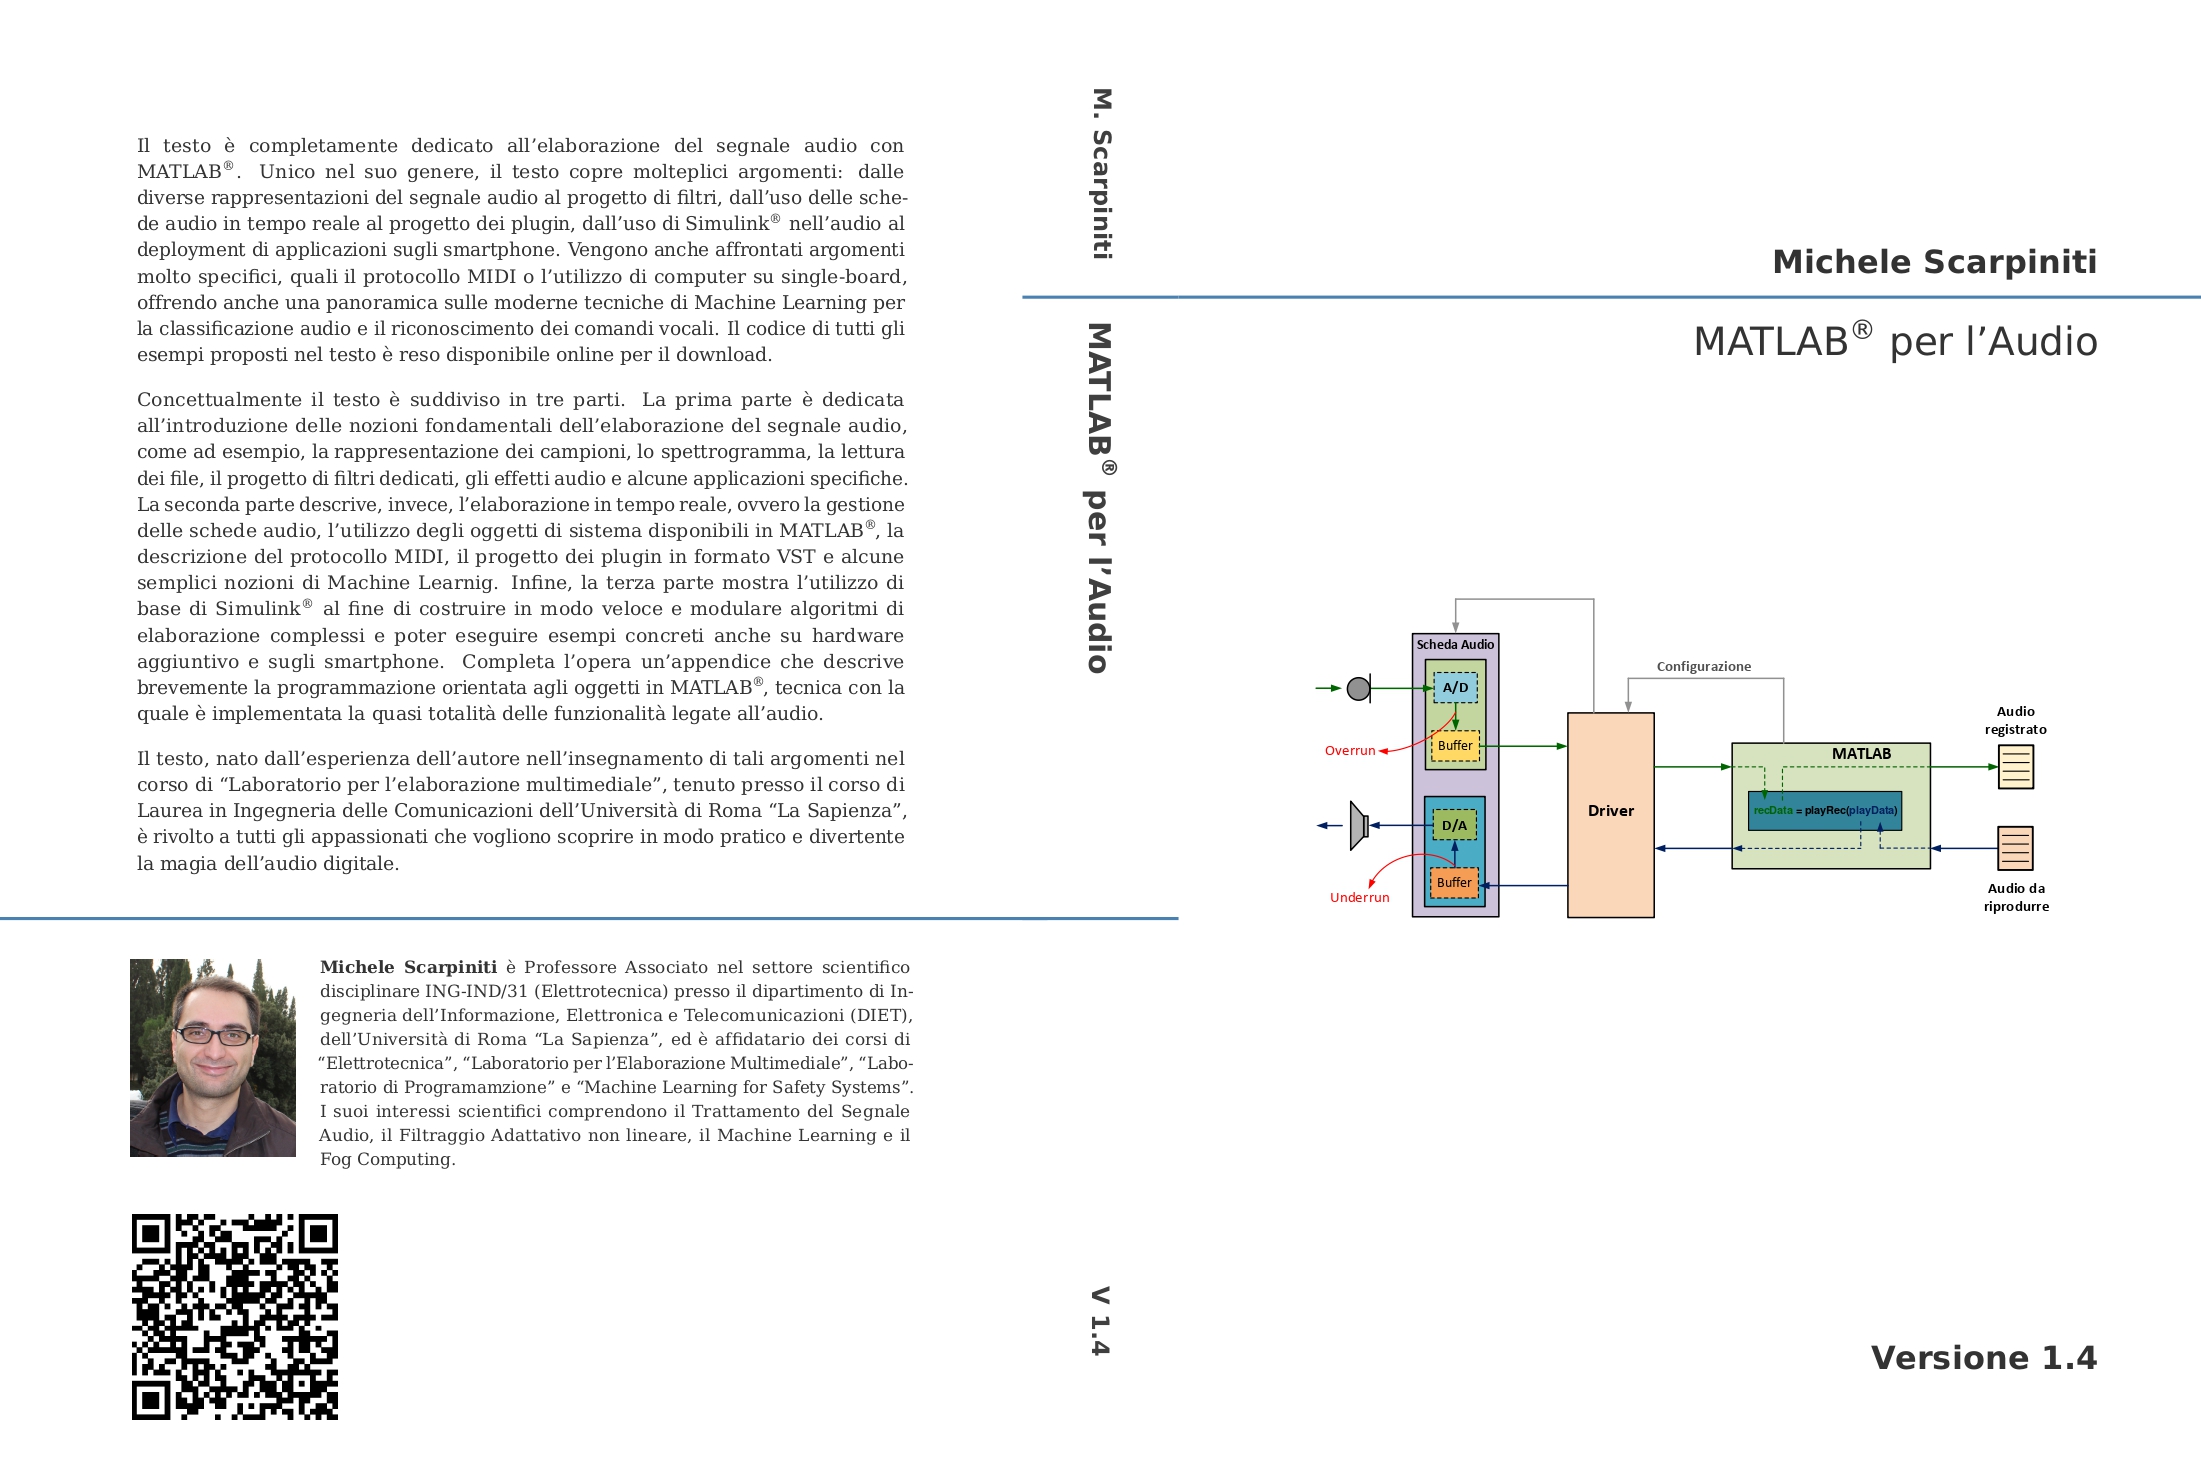 Il testo è completamente dedicato all’elaborazione del segnale audio con
MATLAB®. Unico nel suo genere, il testo copre molteplici argomenti: dalle
diverse rappresentazioni del segnale audio al progetto di filtri, dall’uso delle sche-
de audio in tempo reale al progetto dei plugin, dall’uso di Simulink® nell’audio al
deployment di applicazioni sugli smartphone. Vengono anche affrontati argomenti
molto specifici, quali il protocollo MIDI o l’utilizzo di computer su single-board,
offrendo anche una panoramica sulle moderne tecniche di Machine Learning per
la classificazione audio e il riconoscimento dei comandi vocali. Il codice di tutti gli
esempi proposti nel testo è reso disponibile online per il download.
Concettualmente il testo è suddiviso in tre parti. La prima parte è dedicata
all’introduzione delle nozioni fondamentali dell’elaborazione del segnale audio,
come ad esempio, la rappresentazione dei campioni, lo spettrogramma, la lettura
dei file, il progetto di filtri dedicati, gli effetti audio e alcune applicazioni specifiche.
La seconda parte descrive, invece, l’elaborazione in tempo reale, ovvero la gestione
delle schede audio, l’utilizzo degli oggetti di sistema disponibili in MATLAB®, la
descrizione del protocollo MIDI, il progetto dei plugin in formato VST e alcune
semplici nozioni di Machine Learnig. Infine, la terza parte mostra l’utilizzo di
base di Simulink® al fine di costruire in modo veloce e modulare algoritmi di
elaborazione complessi e poter eseguire esempi concreti anche su hardware
aggiuntivo e sugli smartphone. Completa l’opera un’appendice che descrive
brevemente la programmazione orientata agli oggetti in MATLAB®, tecnica con la
quale è implementata la quasi totalità delle funzionalità legate all’audio.
Il testo, nato dall’esperienza dell’autore nell’insegnamento di tali argomenti nel
corso di “Laboratorio per l’elaborazione multimediale”, tenuto presso il corso di
Laurea in Ingegneria delle Comunicazioni dell’Università di Roma “La Sapienza”,
è rivolto a tutti gli appassionati che vogliono scoprire in modo pratico e divertente
la magia dell’audio digitale.
Michele Scarpiniti è Professore Associato nel settore scientifico
disciplinare ING-IND/31 (Elettrotecnica) presso il dipartimento di In-
gegneria dell’Informazione, Elettronica e Telecomunicazioni (DIET),
dell’Università di Roma “La Sapienza”, ed è affidatario dei corsi di
“Elettrotecnica”, “Laboratorio per l’Elaborazione Multimediale”, “Labo-
ratorio di Programamzione” e “Machine Learning for Safety Systems”.
I suoi interessi scientifici comprendono il Trattamento del Segnale
Audio, il Filtraggio Adattativo non lineare, il Machine Learning e il
Fog Computing.
M. Scarpiniti
MATLAB® per l’Audio
V 1.4
Michele Scarpiniti
MATLAB® per l’Audio
Scheda Audio
A/D
Buffer
Overrun
D/A
Buffer
Underrun
Driver
Configurazione
MATLAB
recData = playRec(playData)
Audio
registrato
Audio da
riprodurre
Versione 1.4